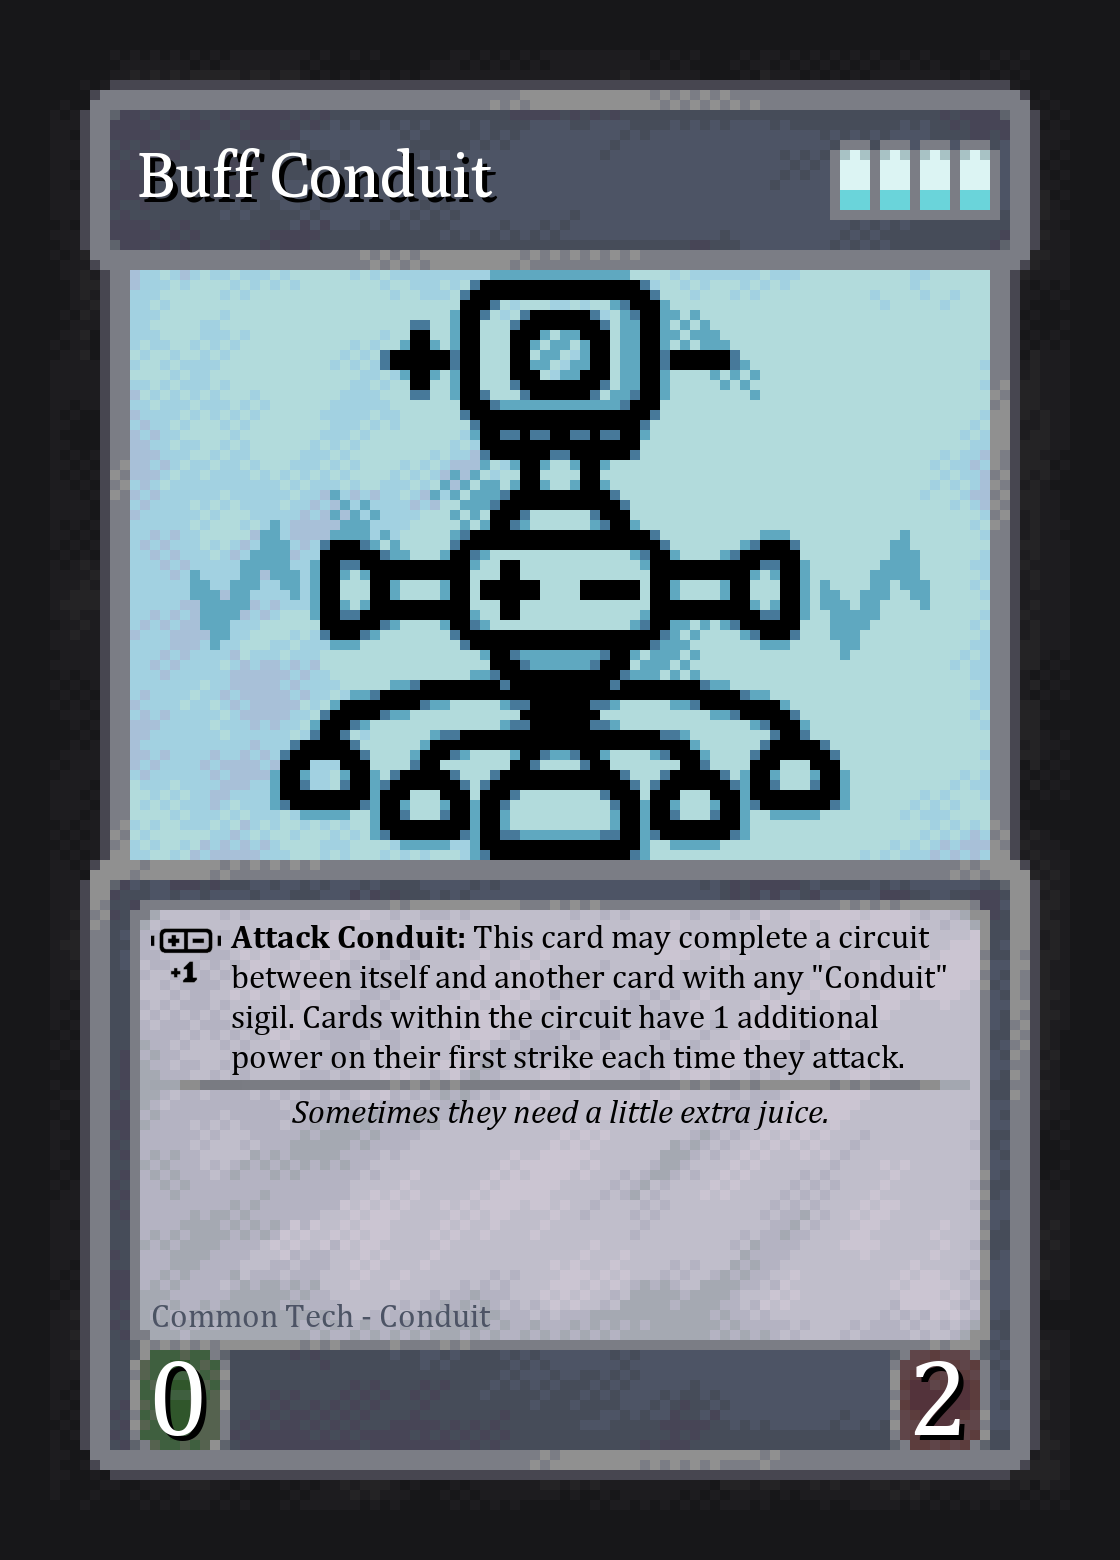 Buff Conduit
+ -
+ -
+ - Attack Conduit: This card may complete a circuit
+1 between itself and another card with any "Conduit"
sigil. Cards within the circuit have 1 additional
power on their first strike each time they attack.
Sometimes they need a little extra juice.
Common Tech - Conduit
0 2